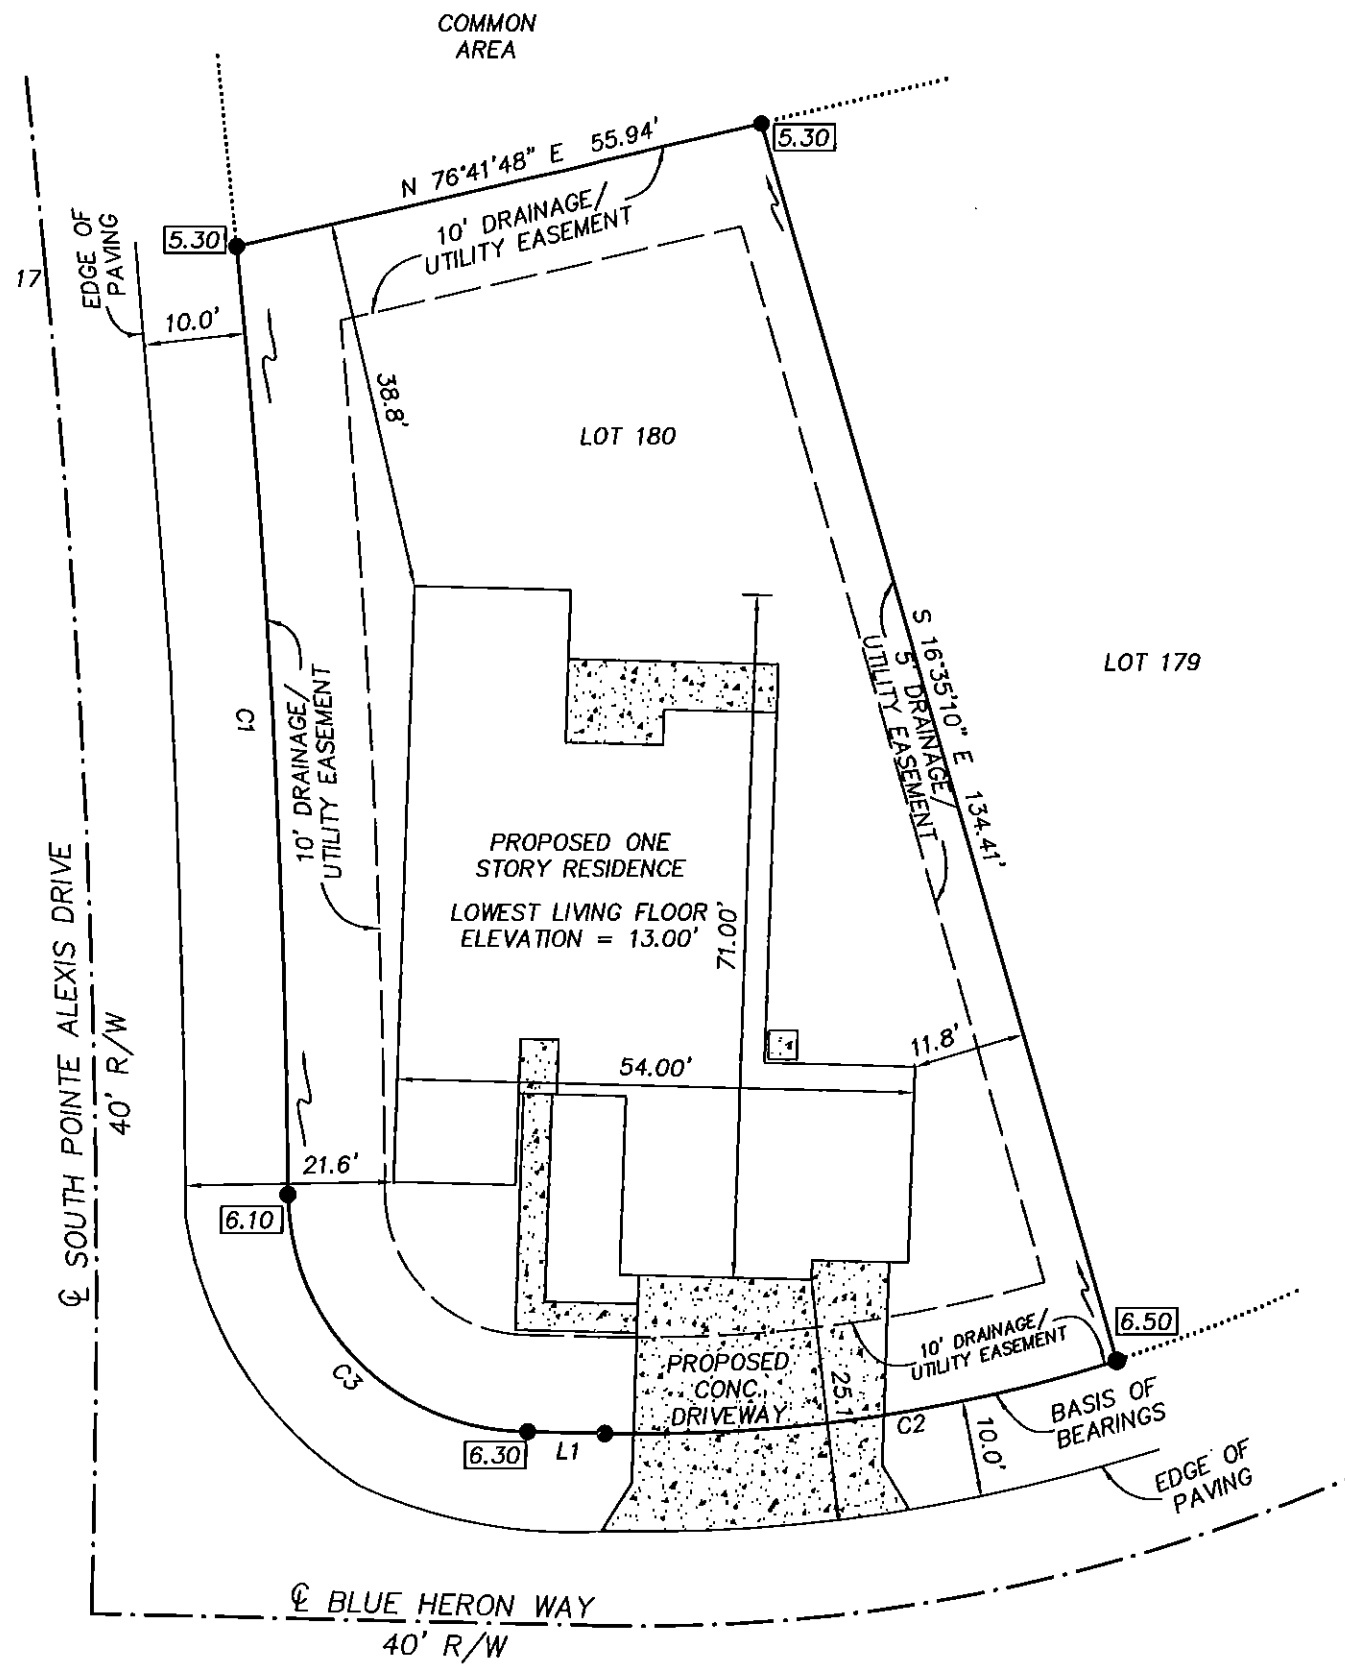 COMMON
AREA
5.30
N 76°41'48" E 55.94'
10' DRAINAGE/
UTILITY EASEMENT
5.30
EDGE OF
PAVING
17
10.0'
38.8'
LOT 180
LOT 179
S 16°35'10" E 134.41'
5' DRAINAGE/
UTILITY EASEMENT
C1
10' DRAINAGE/
UTILITY EASEMENT
PROPOSED ONE
STORY RESIDENCE
LOWEST LIVING FLOOR
ELEVATION = 13.00'
71.00'
54.00'
11.8'
℄ SOUTH POINTE ALEXIS DRIVE
40' R/W
21.6'
6.10
6.50
10' DRAINAGE/
UTILITY EASEMENT
PROPOSED
CONC.
DRIVEWAY
25.1'
C3
6.30
L1
C2
10.0'
BASIS OF
BEARINGS
EDGE OF
PAVING
℄ BLUE HERON WAY
40' R/W